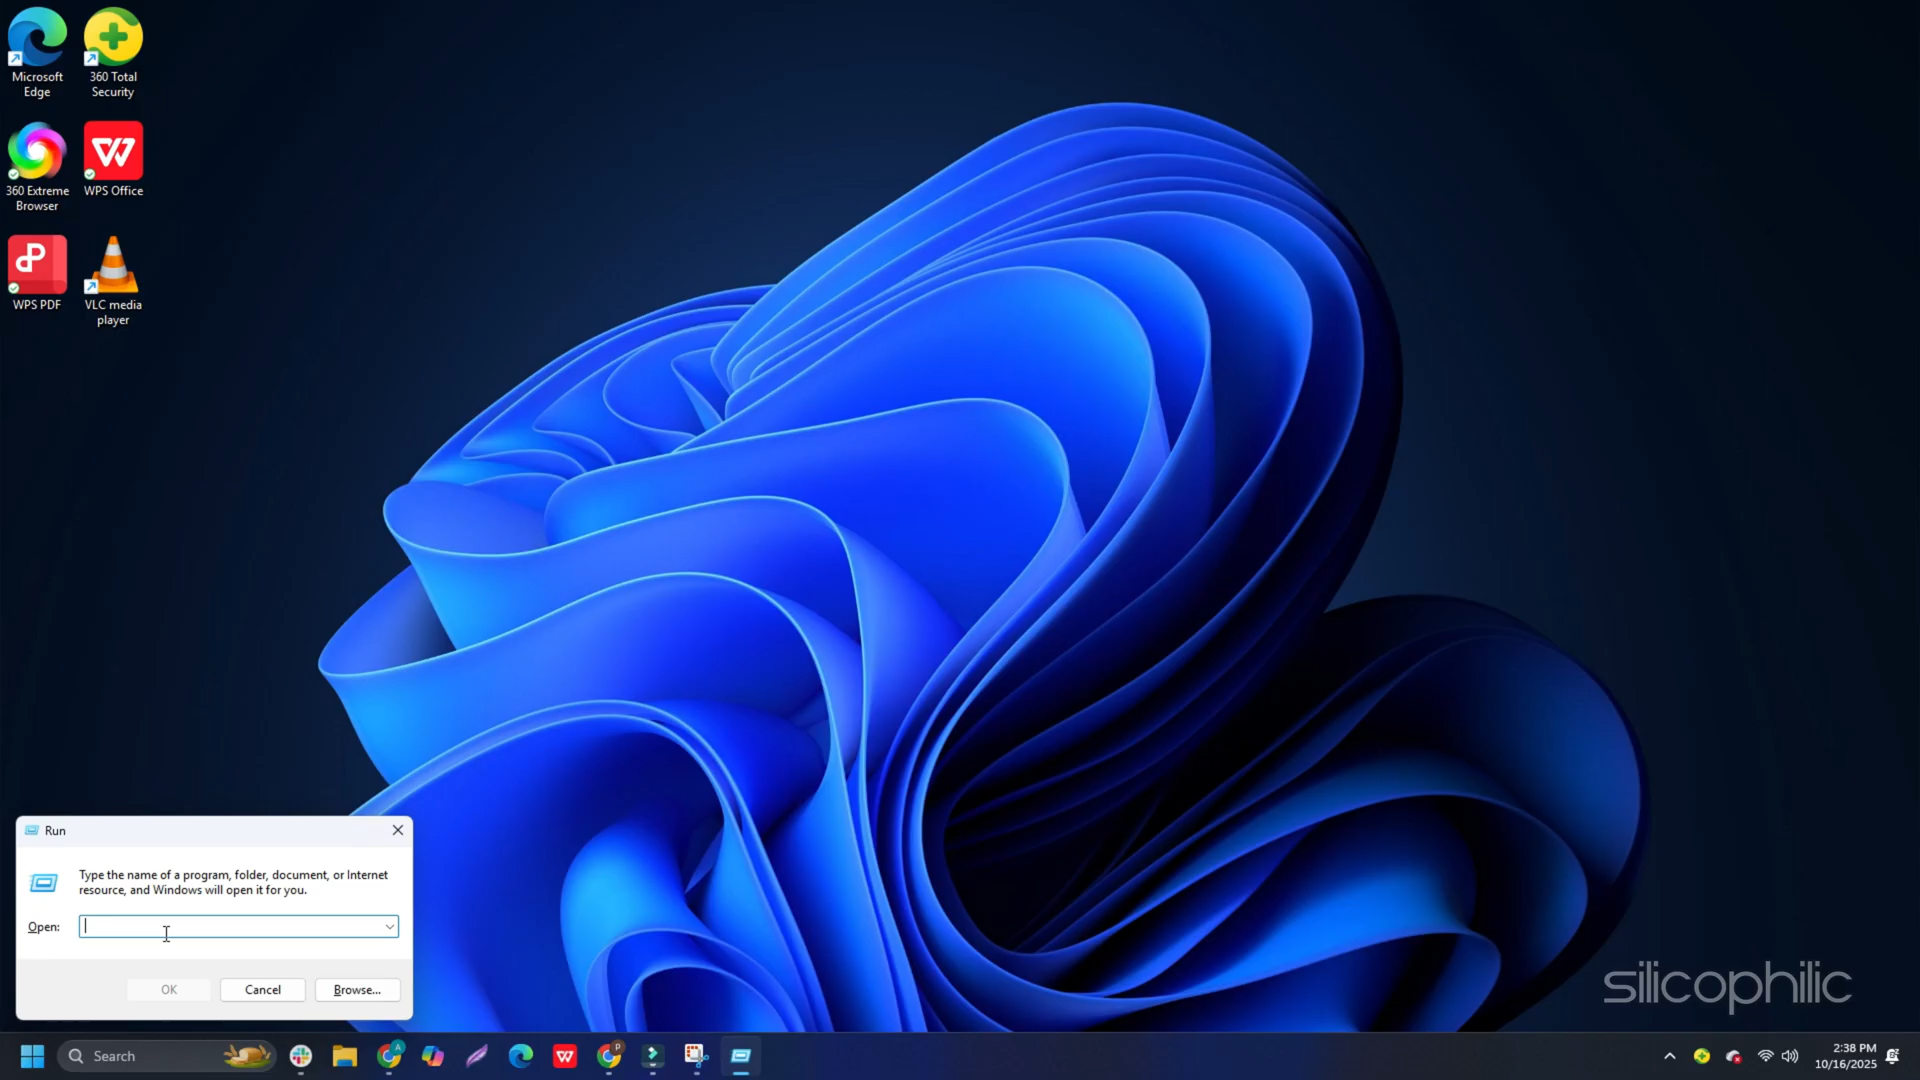 Microsoft
Edge
360 Total
Security
360 Extreme
Browser
WPS Office
WPS PDF
VLC media
player
Run
Type the name of a program, folder, document, or Internet
resource, and Windows will open it for you.
Open:
OK
Cancel
Browse...
silicophilic
Search
A
P
2:38 PM
10/16/2025